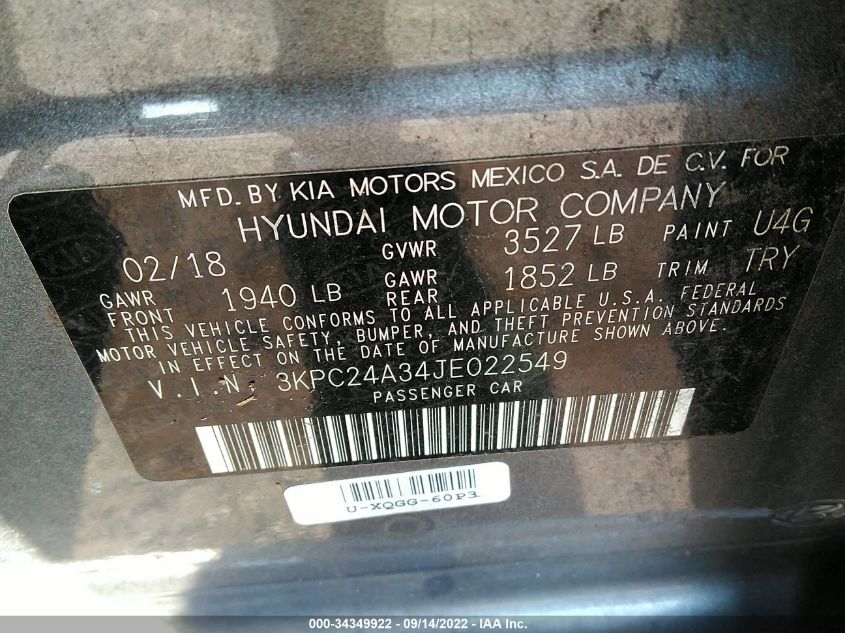 MFD. BY KIA MOTORS MEXICO S.A. DE C.V. FOR
HYUNDAI MOTOR COMPANY
02/18 GVWR 3527 LB PAINT U4G
GAWR FRONT 1940 LB GAWR REAR 1852 LB TRIM TRY
THIS VEHICLE CONFORMS TO ALL APPLICABLE U.S.A. FEDERAL
MOTOR VEHICLE SAFETY, BUMPER, AND THEFT PREVENTION STANDARDS
IN EFFECT ON THE DATE OF MANUFACTURE SHOWN ABOVE.
V.I.N. 3KPC24A34JE022549
PASSENGER CAR
U-XQGG-60P3
000-34349922 - 09/14/2022 - IAA Inc.